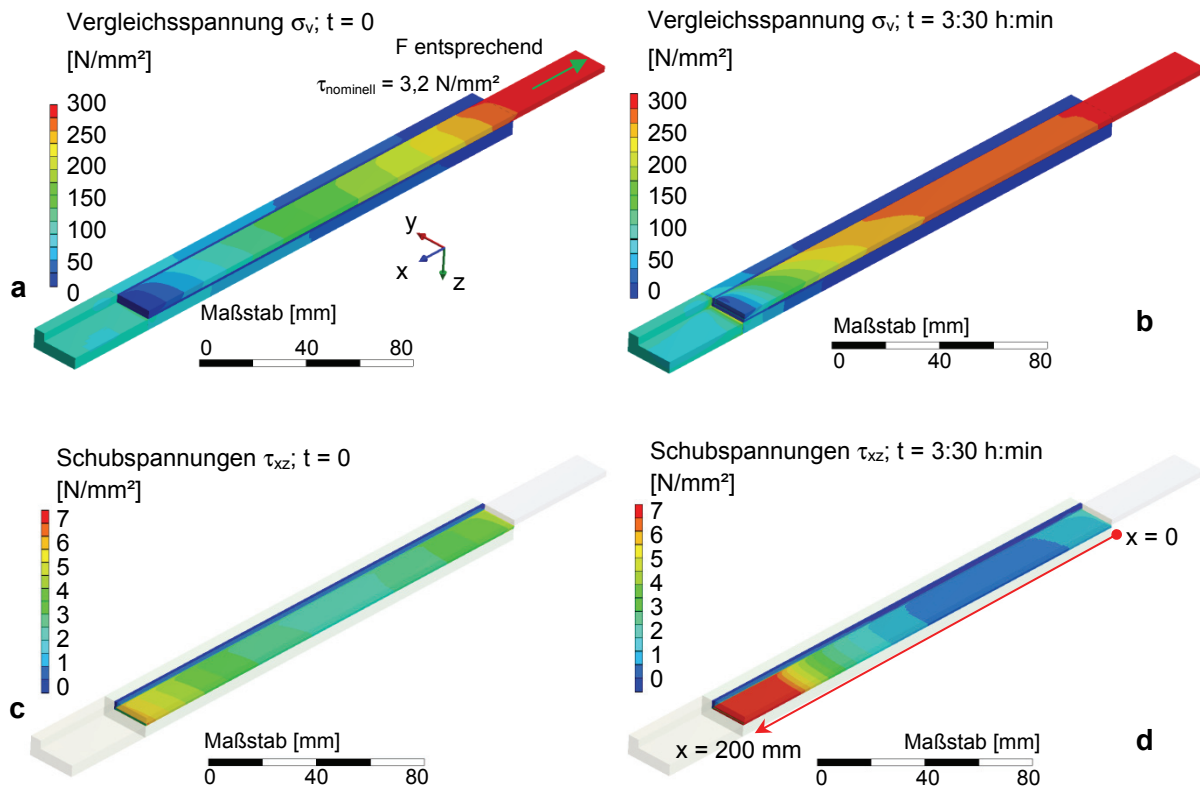 Vergleichsspannung σv; t = 0
[N/mm²]
F entsprechend
τnominell = 3,2 N/mm²
300
250
200
150
100
50
0
y
x
z
a
Maßstab [mm]
0 40 80
Vergleichsspannung σv; t = 3:30 h:min
[N/mm²]
300
250
200
150
100
50
0
b
Maßstab [mm]
0 40 80
Schubspannungen τxz; t = 0
[N/mm²]
7
6
5
4
3
2
1
0
c
Maßstab [mm]
0 40 80
Schubspannungen τxz; t = 3:30 h:min
[N/mm²]
7
6
5
4
3
2
1
0
x = 0
x = 200 mm
d
Maßstab [mm]
0 40 80